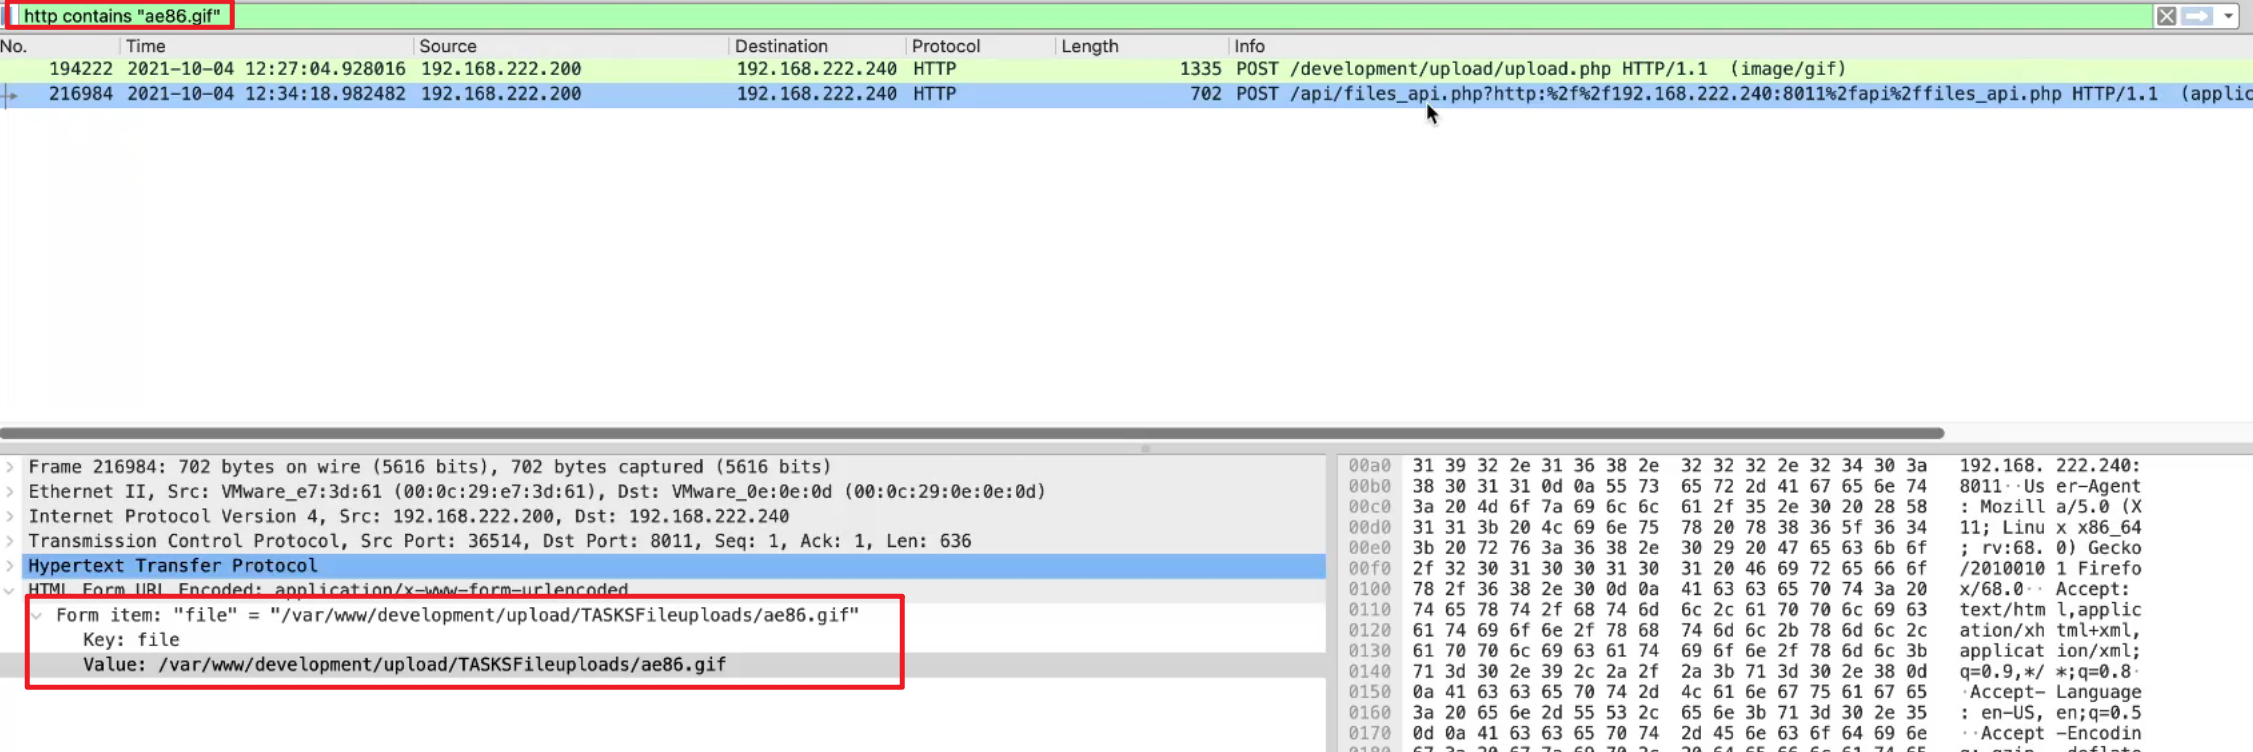 http contains "ae86.gif"
No. Time Source Destination Protocol Length Info
194222 2021-10-04 12:27:04.928016 192.168.222.200 192.168.222.240 HTTP 1335 POST /development/upload/upload.php HTTP/1.1 (image/gif)
216984 2021-10-04 12:34:18.982482 192.168.222.200 192.168.222.240 HTTP 702 POST /api/files_api.php?http:%2f%2f192.168.222.240:8011%2fapi%2ffiles_api.php HTTP/1.1 (applic
Frame 216984: 702 bytes on wire (5616 bits), 702 bytes captured (5616 bits)
Ethernet II, Src: VMware_e7:3d:61 (00:0c:29:e7:3d:61), Dst: VMware_0e:0e:0d (00:0c:29:0e:0e:0d)
Internet Protocol Version 4, Src: 192.168.222.200, Dst: 192.168.222.240
Transmission Control Protocol, Src Port: 36514, Dst Port: 8011, Seq: 1, Ack: 1, Len: 636
Hypertext Transfer Protocol
HTML Form URL Encoded: application/x-www-form-urlencoded
Form item: "file" = "/var/www/development/upload/TASKSFileuploads/ae86.gif"
Key: file
Value: /var/www/development/upload/TASKSFileuploads/ae86.gif
00a0 31 39 32 2e 31 36 38 2e 32 32 32 2e 32 34 30 3a 192.168. 222.240:
00b0 38 30 31 31 0d 0a 55 73 65 72 2d 41 67 65 6e 74 8011··Us er-Agent
00c0 3a 20 4d 6f 7a 69 6c 6c 61 2f 35 2e 30 20 28 58 : Mozill a/5.0 (X
00d0 31 31 3b 20 4c 69 6e 75 78 20 78 38 36 5f 36 34 11; Linu x x86_64
00e0 3b 20 72 76 3a 36 38 2e 30 29 20 47 65 63 6b 6f ; rv:68. 0) Gecko
00f0 2f 32 30 31 30 30 31 30 31 20 46 69 72 65 66 6f /2010010 1 Firefo
0100 78 2f 36 38 2e 30 0d 0a 41 63 63 65 70 74 3a 20 x/68.0·· Accept:
0110 74 65 78 74 2f 68 74 6d 6c 2c 61 70 70 6c 69 63 text/htm l,applic
0120 61 74 69 6f 6e 2f 78 68 74 6d 6c 2b 78 6d 6c 2c ation/xh tml+xml,
0130 61 70 70 6c 69 63 61 74 69 6f 6e 2f 78 6d 6c 3b applicat ion/xml;
0140 71 3d 30 2e 39 2c 2a 2f 2a 3b 71 3d 30 2e 38 0d q=0.9,*/ *;q=0.8·
0150 0a 41 63 63 65 70 74 2d 4c 61 6e 67 75 61 67 65 ·Accept- Language
0160 3a 20 65 6e 2d 55 53 2c 65 6e 3b 71 3d 30 2e 35 : en-US, en;q=0.5
0170 0d 0a 41 63 63 65 70 74 2d 45 6e 63 6f 64 69 6e ··Accept -Encodin